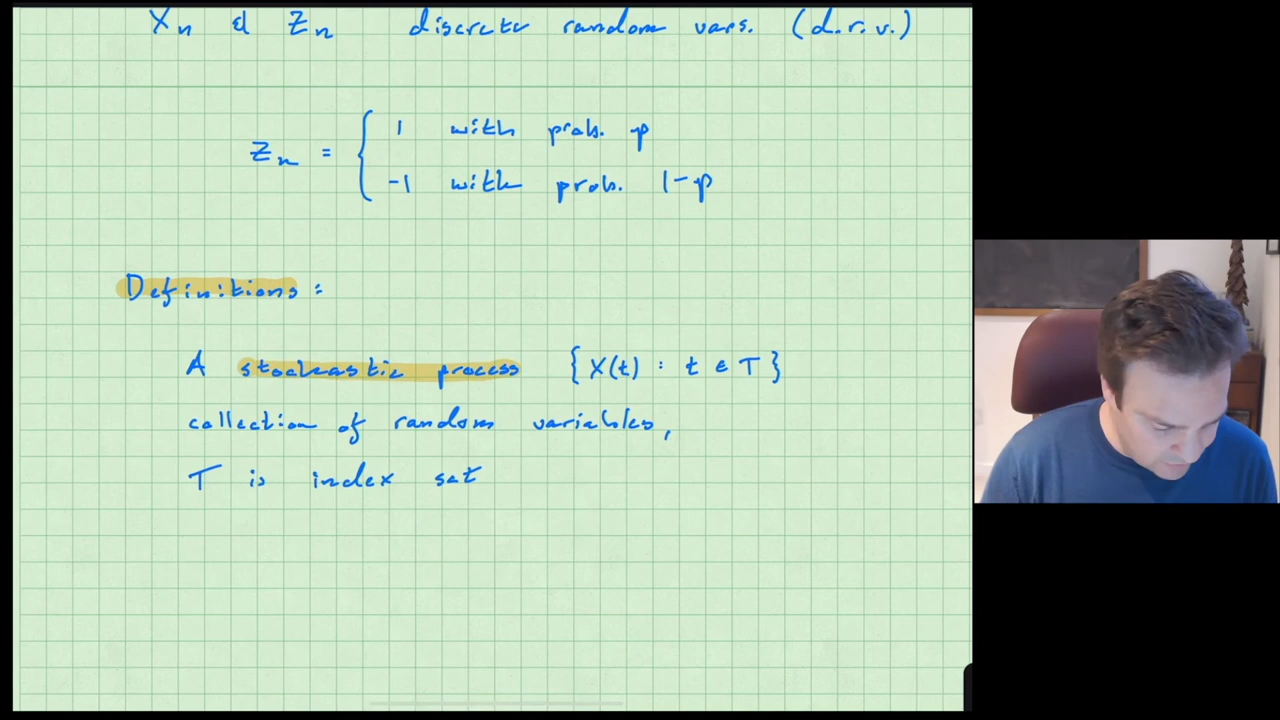 Xn & Zn discrete random vars. (d.r.v.)
Zn = { 1 with prob. p
-1 with prob. 1-p
Definitions:
A stochastic process { X(t) : t ∈ T }
collection of random variables,
T is index set